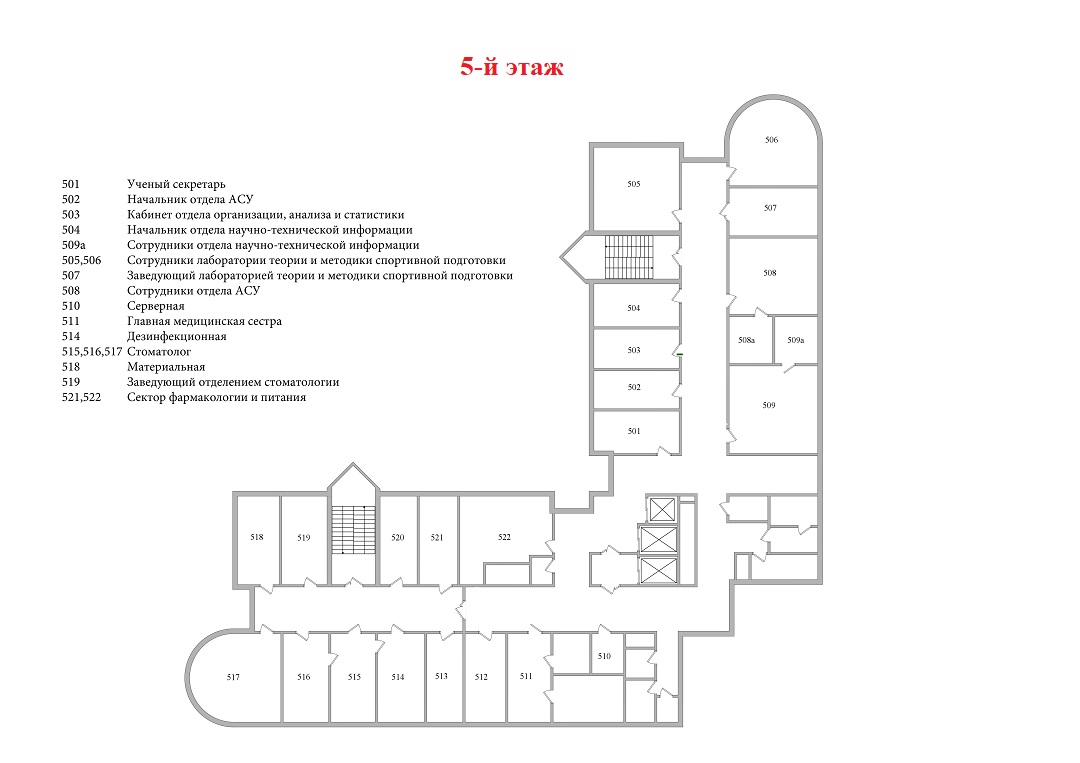 5-й этаж
501 Ученый секретарь
502 Начальник отдела АСУ
503 Кабинет отдела организации, анализа и статистики
504 Начальник отдела научно-технической информации
509а Сотрудники отдела научно-технической информации
505,506 Сотрудники лаборатории теории и методики спортивной подготовки
507 Заведующий лабораторией теории и методики спортивной подготовки
508 Сотрудники отдела АСУ
510 Серверная
511 Главная медицинская сестра
514 Дезинфекционная
515,516,517 Стоматолог
518 Материальная
519 Заведующий отделением стоматологии
521,522 Сектор фармакологии и питания
506
505
507
508
504
508а 509а
503
502
509
501
518 519 520 521 522
510
517 516 515 514 513 512 511